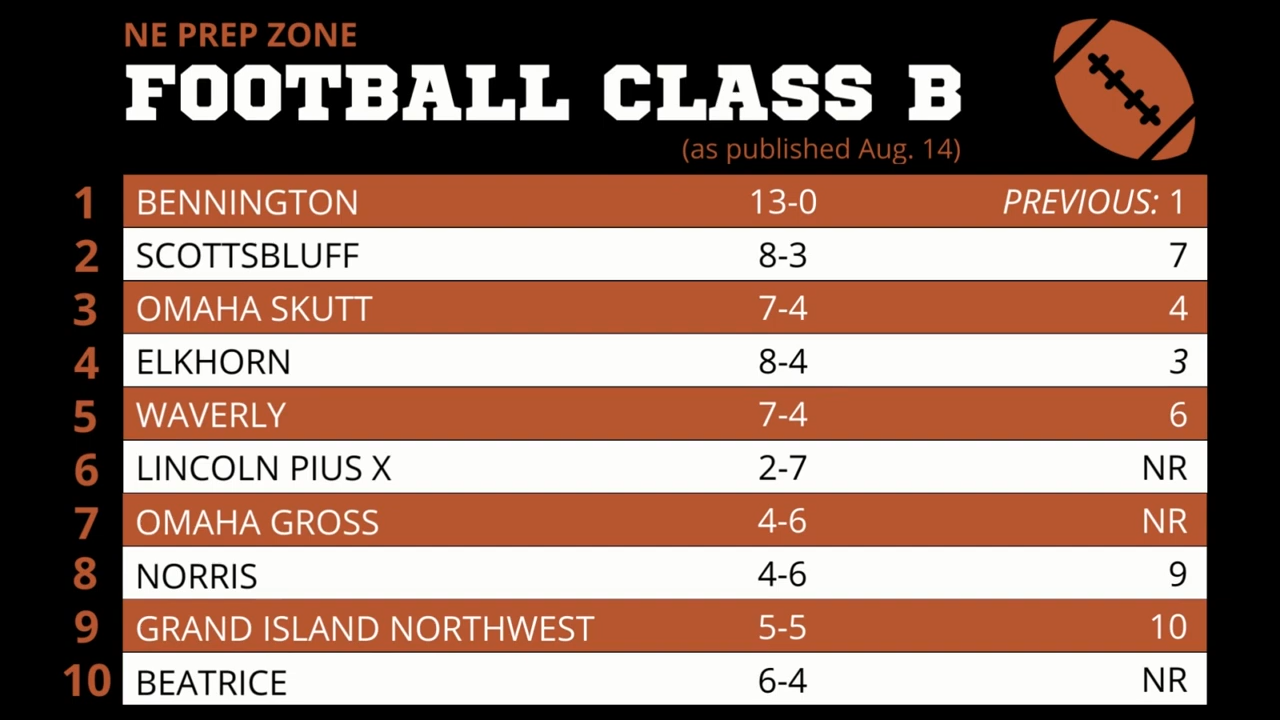 NE PREP ZONE
FOOTBALL CLASS B
(as published Aug. 14)
1 BENNINGTON 13-0 PREVIOUS: 1
2 SCOTTSBLUFF 8-3 7
3 OMAHA SKUTT 7-4 4
4 ELKHORN 8-4 3
5 WAVERLY 7-4 6
6 LINCOLN PIUS X 2-7 NR
7 OMAHA GROSS 4-6 NR
8 NORRIS 4-6 9
9 GRAND ISLAND NORTHWEST 5-5 10
10 BEATRICE 6-4 NR